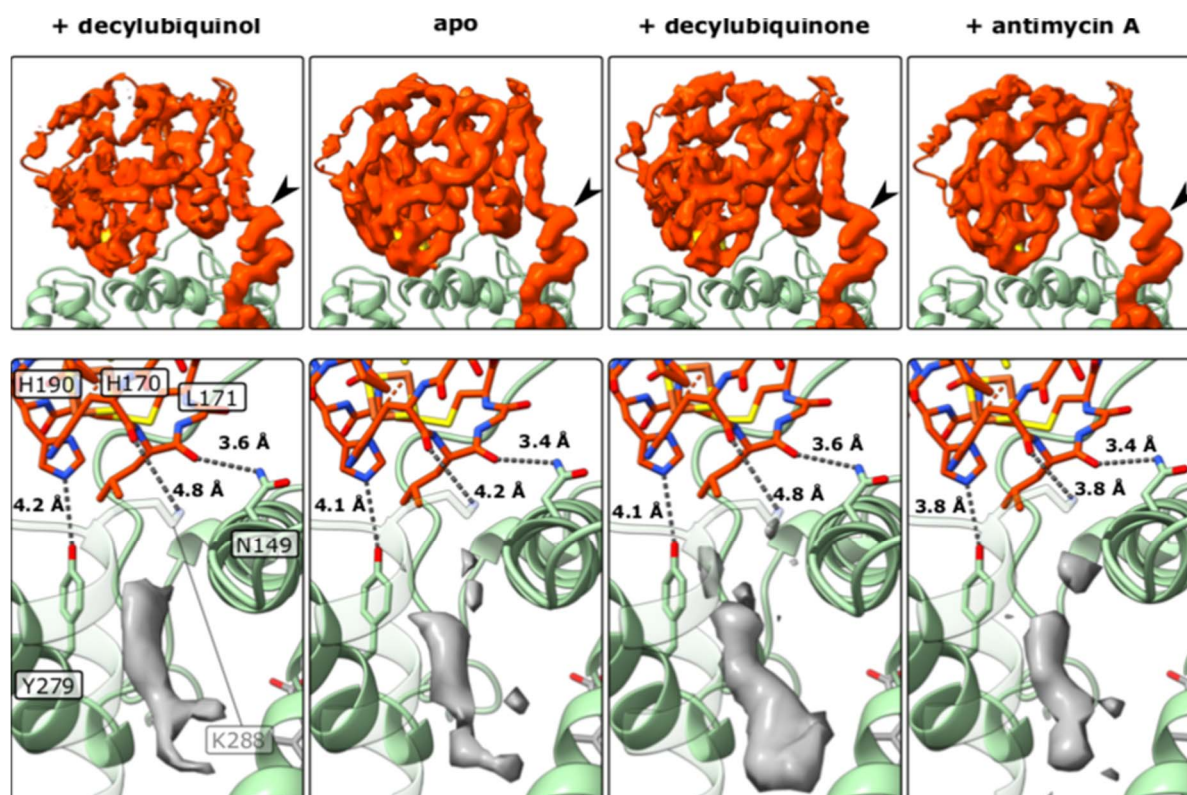 + decylubiquinol apo + decylubiquinone + antimycin A
H190 H170 L171
3.6 Å
4.8 Å
4.2 Å
N149
Y279
K288
3.4 Å
4.2 Å
4.1 Å
3.6 Å
4.8 Å
4.1 Å
3.4 Å
3.8 Å
3.8 Å